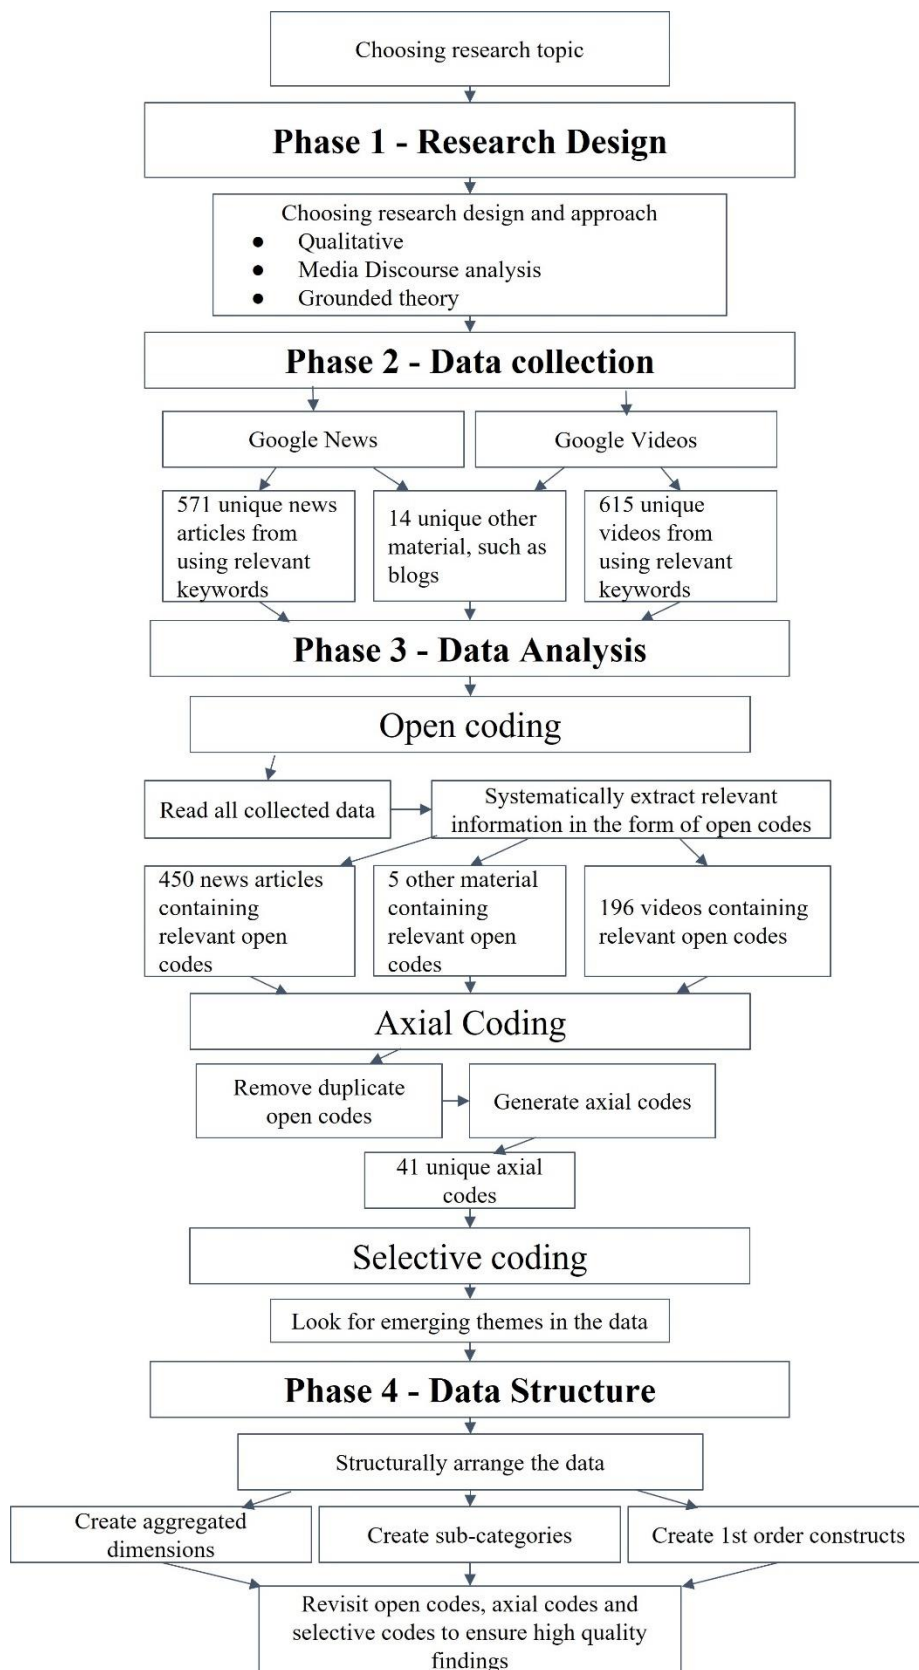 Choosing research topic
Phase 1 - Research Design
Choosing research design and approach
● Qualitative
● Media Discourse analysis
● Grounded theory
Phase 2 - Data collection
Google News
Google Videos
571 unique news
articles from
using relevant
keywords
14 unique other
material, such as
blogs
615 unique
videos from
using relevant
keywords
Phase 3 - Data Analysis
Open coding
Read all collected data
Systematically extract relevant
information in the form of open codes
450 news articles
containing
relevant open
codes
5 other material
containing
relevant open
codes
196 videos containing
relevant open codes
Axial Coding
Remove duplicate
open codes
Generate axial codes
41 unique axial
codes
Selective coding
Look for emerging themes in the data
Phase 4 - Data Structure
Structurally arrange the data
Create aggregated
dimensions
Create sub-categories
Create 1st order constructs
Revisit open codes, axial codes and
selective codes to ensure high quality
findings